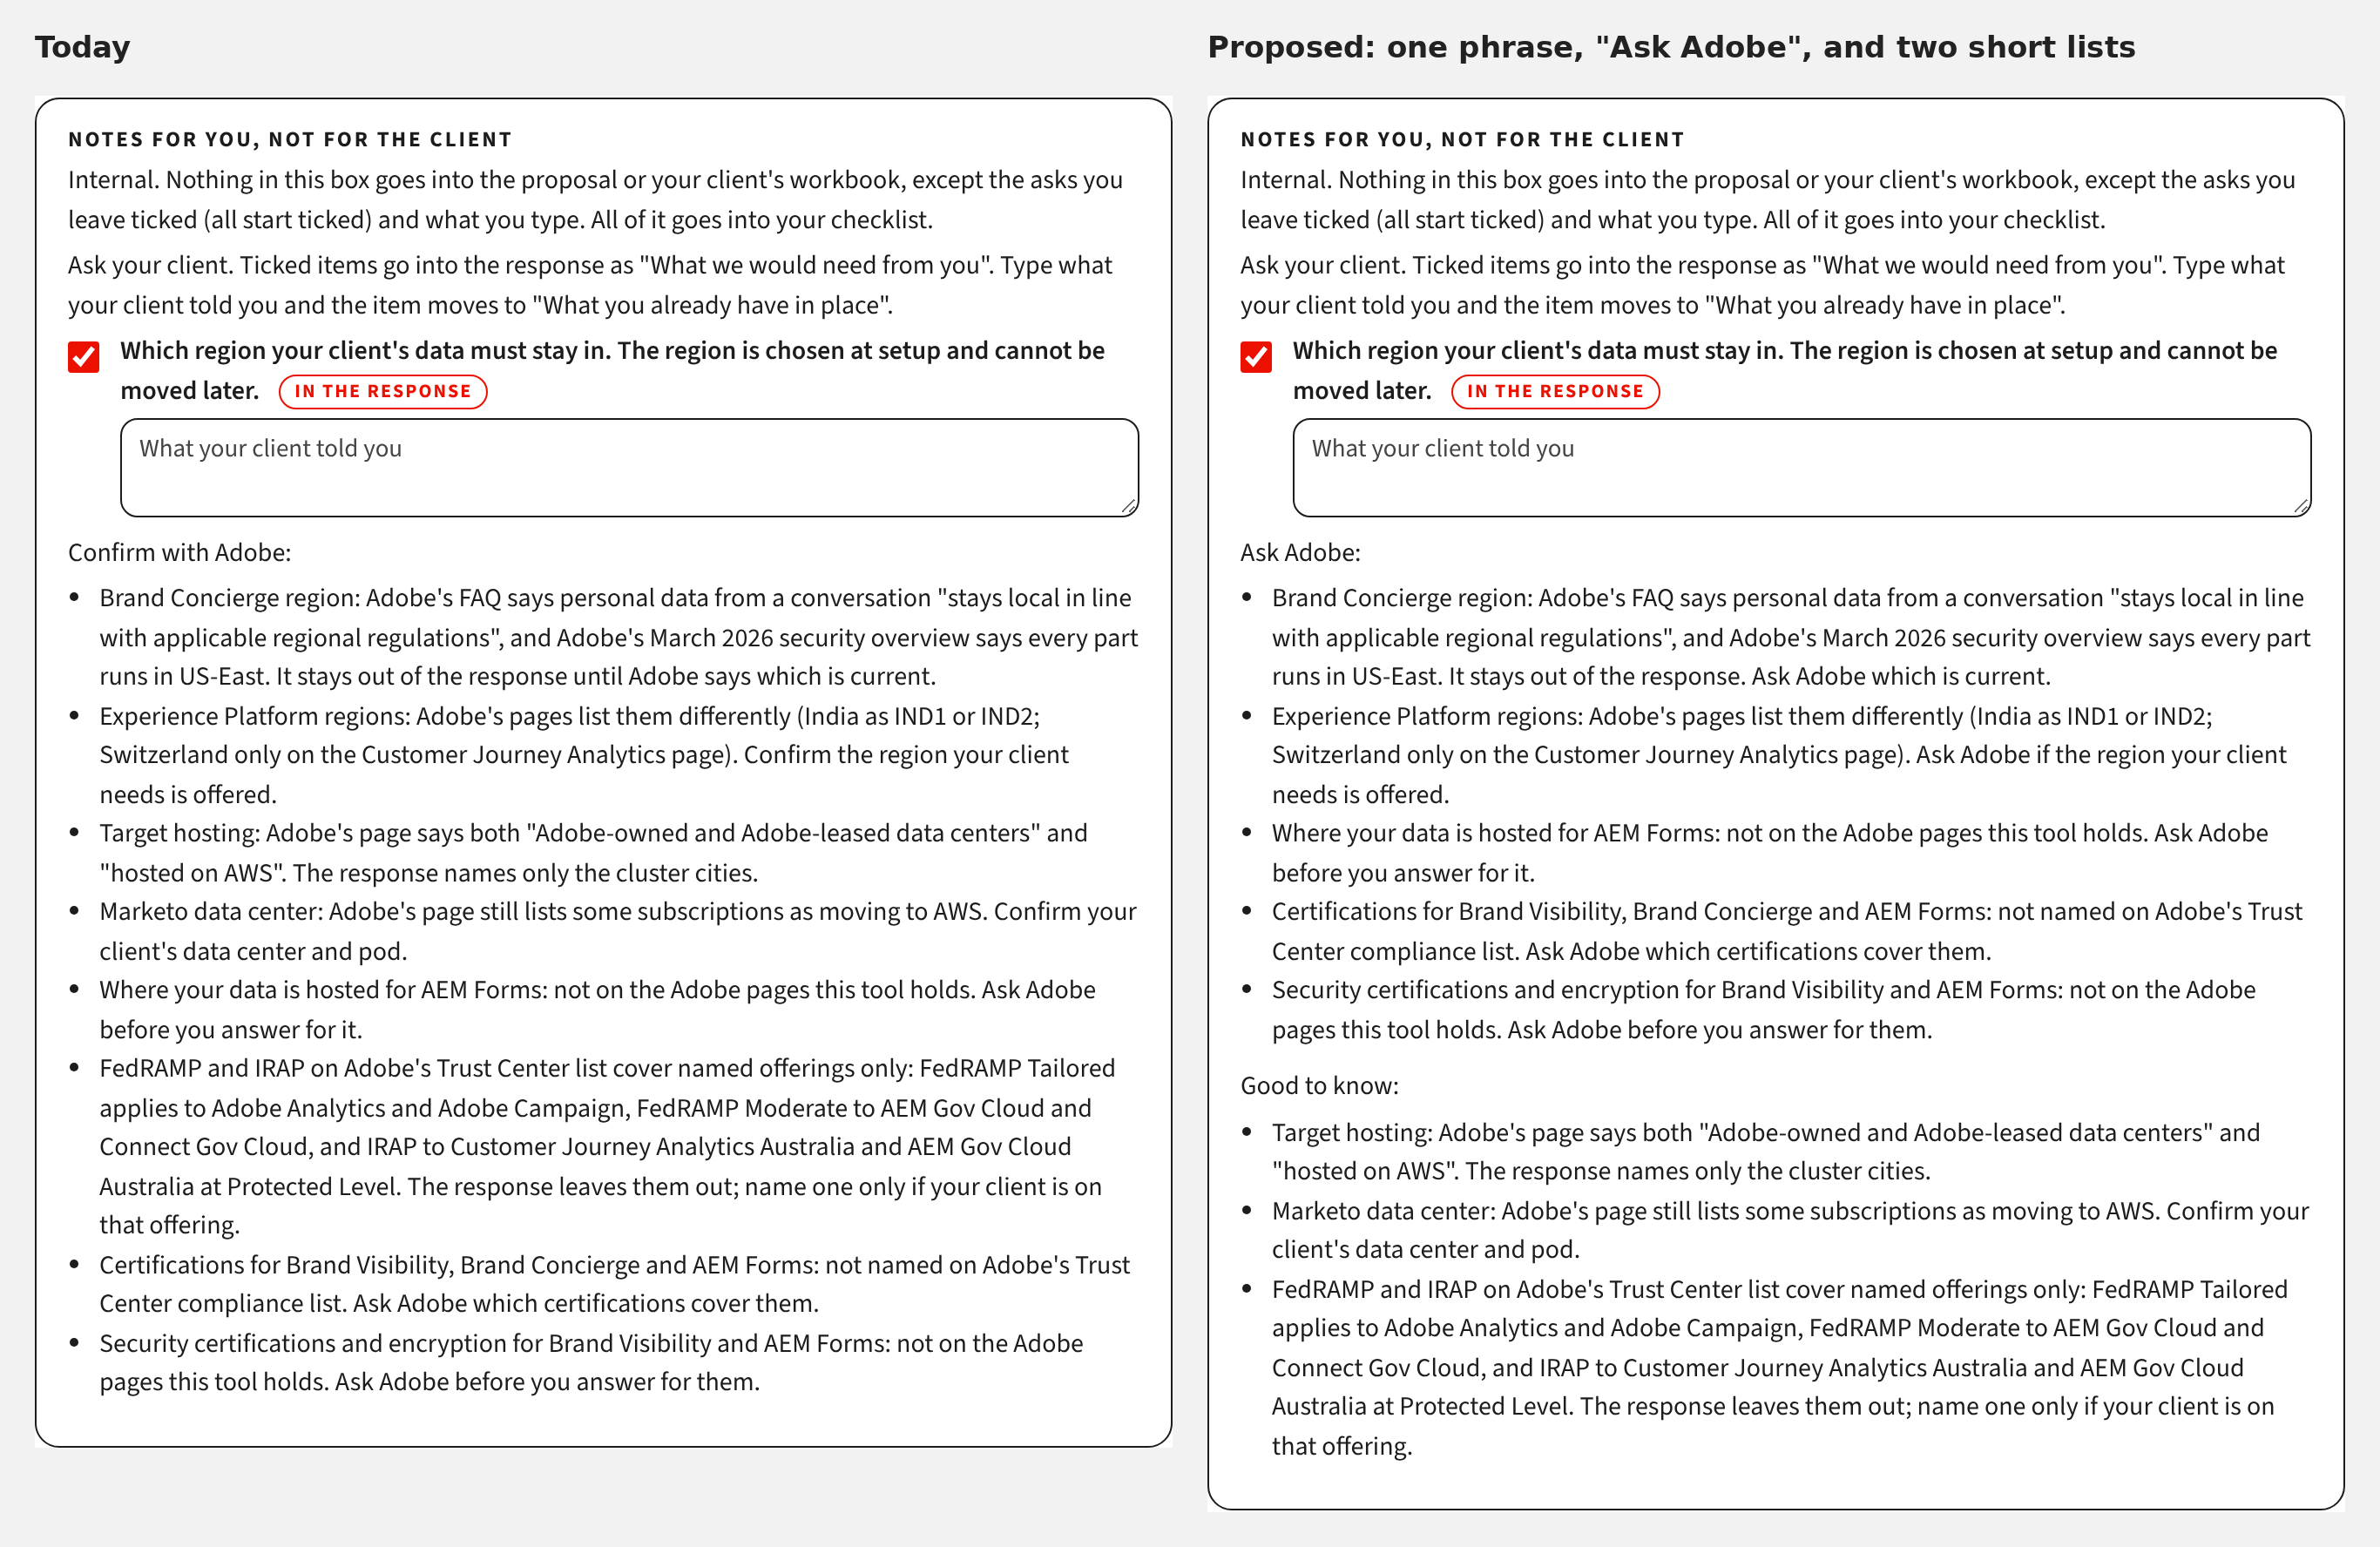 Today
NOTES FOR YOU, NOT FOR THE CLIENT
Internal. Nothing in this box goes into the proposal or your client's workbook, except the asks you
leave ticked (all start ticked) and what you type. All of it goes into your checklist.
Ask your client. Ticked items go into the response as "What we would need from you". Type what
your client told you and the item moves to "What you already have in place".
Which region your client's data must stay in. The region is chosen at setup and cannot be
moved later. IN THE RESPONSE
What your client told you
Confirm with Adobe:
• Brand Concierge region: Adobe's FAQ says personal data from a conversation "stays local in line
with applicable regional regulations", and Adobe's March 2026 security overview says every part
runs in US-East. It stays out of the response until Adobe says which is current.
• Experience Platform regions: Adobe's pages list them differently (India as IND1 or IND2;
Switzerland only on the Customer Journey Analytics page). Confirm the region your client
needs is offered.
• Target hosting: Adobe's page says both "Adobe-owned and Adobe-leased data centers" and
"hosted on AWS". The response names only the cluster cities.
• Marketo data center: Adobe's page still lists some subscriptions as moving to AWS. Confirm your
client's data center and pod.
• Where your data is hosted for AEM Forms: not on the Adobe pages this tool holds. Ask Adobe
before you answer for it.
• FedRAMP and IRAP on Adobe's Trust Center list cover named offerings only: FedRAMP Tailored
applies to Adobe Analytics and Adobe Campaign, FedRAMP Moderate to AEM Gov Cloud and
Connect Gov Cloud, and IRAP to Customer Journey Analytics Australia and AEM Gov Cloud
Australia at Protected Level. The response leaves them out; name one only if your client is on
that offering.
• Certifications for Brand Visibility, Brand Concierge and AEM Forms: not named on Adobe's Trust
Center compliance list. Ask Adobe which certifications cover them.
• Security certifications and encryption for Brand Visibility and AEM Forms: not on the Adobe
pages this tool holds. Ask Adobe before you answer for them.
Proposed: one phrase, "Ask Adobe", and two short lists
NOTES FOR YOU, NOT FOR THE CLIENT
Internal. Nothing in this box goes into the proposal or your client's workbook, except the asks you
leave ticked (all start ticked) and what you type. All of it goes into your checklist.
Ask your client. Ticked items go into the response as "What we would need from you". Type what
your client told you and the item moves to "What you already have in place".
Which region your client's data must stay in. The region is chosen at setup and cannot be
moved later. IN THE RESPONSE
What your client told you
Ask Adobe:
• Brand Concierge region: Adobe's FAQ says personal data from a conversation "stays local in line
with applicable regional regulations", and Adobe's March 2026 security overview says every part
runs in US-East. It stays out of the response. Ask Adobe which is current.
• Experience Platform regions: Adobe's pages list them differently (India as IND1 or IND2;
Switzerland only on the Customer Journey Analytics page). Ask Adobe if the region your client
needs is offered.
• Where your data is hosted for AEM Forms: not on the Adobe pages this tool holds. Ask Adobe
before you answer for it.
• Certifications for Brand Visibility, Brand Concierge and AEM Forms: not named on Adobe's Trust
Center compliance list. Ask Adobe which certifications cover them.
• Security certifications and encryption for Brand Visibility and AEM Forms: not on the Adobe
pages this tool holds. Ask Adobe before you answer for them.
Good to know:
• Target hosting: Adobe's page says both "Adobe-owned and Adobe-leased data centers" and
"hosted on AWS". The response names only the cluster cities.
• Marketo data center: Adobe's page still lists some subscriptions as moving to AWS. Confirm your
client's data center and pod.
• FedRAMP and IRAP on Adobe's Trust Center list cover named offerings only: FedRAMP Tailored
applies to Adobe Analytics and Adobe Campaign, FedRAMP Moderate to AEM Gov Cloud and
Connect Gov Cloud, and IRAP to Customer Journey Analytics Australia and AEM Gov Cloud
Australia at Protected Level. The response leaves them out; name one only if your client is on
that offering.